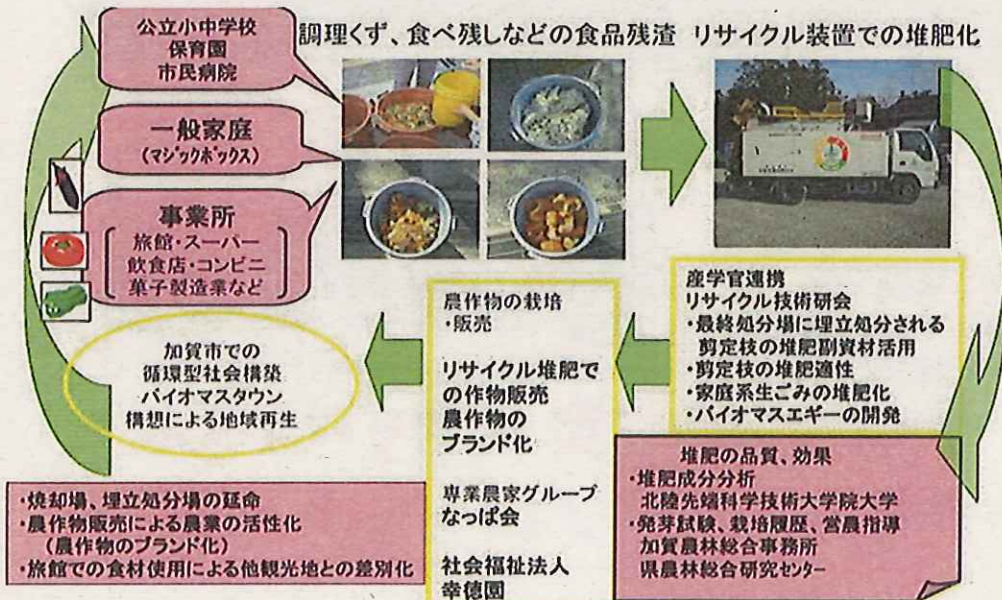 公立小中学校
保育園
市民病院
調理くず、食べ残しなどの食品残渣 リサイクル装置での堆肥化
一般家庭
(マジックボックス)
事業所
旅館・スーパー
飲食店・コンビニ
菓子製造業など
加賀市での
循環型社会構築
バイオマスタウン
構想による地域再生
農作物の栽培
・販売
リサイクル堆肥で
の作物販売
農作物の
ブランド化
専業農家グループ
なっぱ会
社会福祉法人
幸徳園
産学官連携
リサイクル技術研会
・最終処分場に埋立処分される
剪定枝の堆肥副資材活用
・剪定枝の堆肥適性
・家庭系生ごみの堆肥化
・バイオマスエギーの開発
堆肥の品質、効果
・堆肥成分分析
北陸先端科学技術大学院大学
・発芽試験、栽培履歴、営農指導
加賀農林総合事務所
県農林総合研究センター
・焼却場、埋立処分場の延命
・農作物販売による農業の活性化
(農作物のブランド化)
・旅館での食材使用による他観光地との差別化